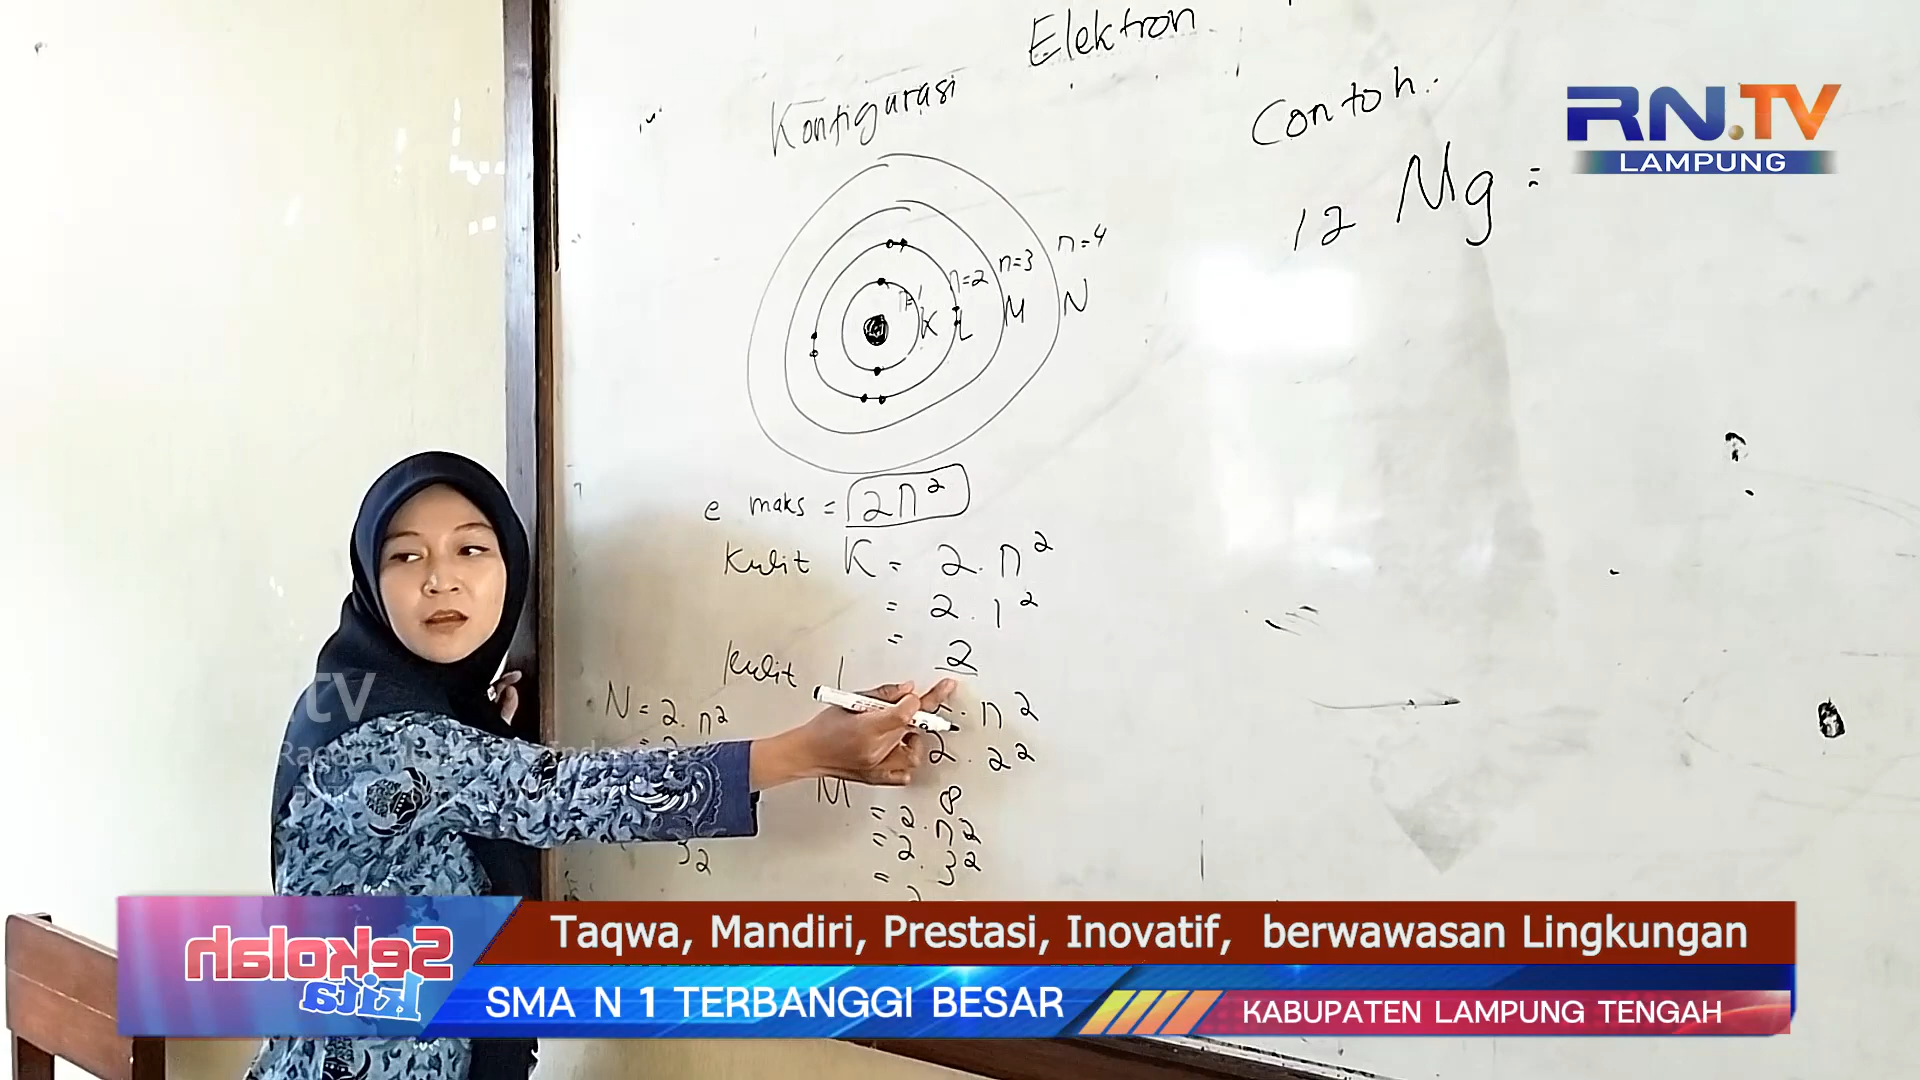 Elektron
Konfigurasi
Contoh:
12 Mg =
RN.TV
LAMPUNG
n=4
n=3
n=2
K L M N
e maks = 2n²
Kulit K = 2. n²
= 2. 1²
= 2
Kulit
N = 2. n²
. n²
2. 2²
M
= 8
= 2. n²
= 2. 3²
=
32
tv
Sekolah
Kita
Taqwa, Mandiri, Prestasi, Inovatif, berwawasan Lingkungan
SMA N 1 TERBANGGI BESAR
KABUPATEN LAMPUNG TENGAH